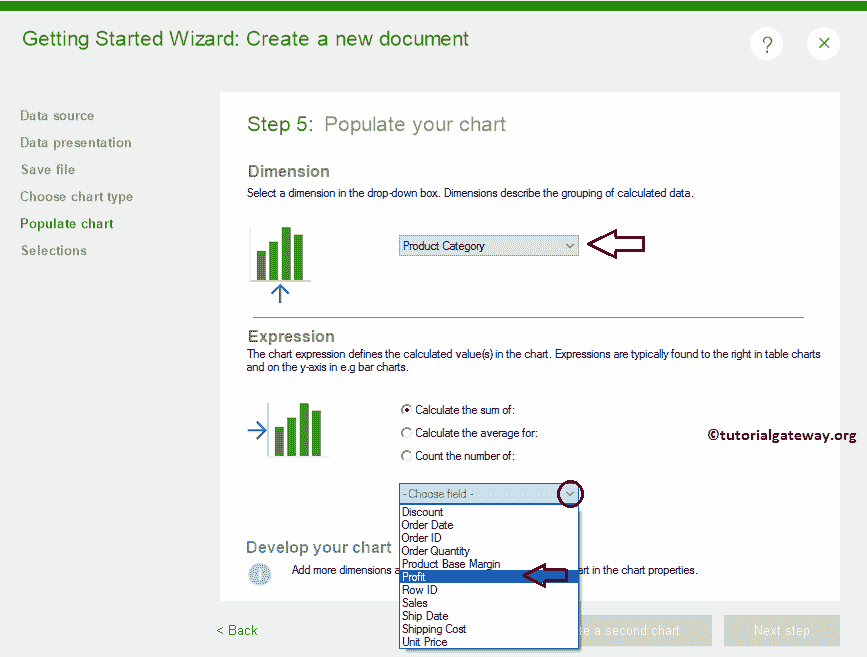 Getting Started Wizard: Create a new document
?
Data source
Data presentation
Save file
Choose chart type
Populate chart
Selections
Step 5: Populate your chart
Dimension
Select a dimension in the drop-down box. Dimensions describe the grouping of calculated data.
Product Category
Expression
The chart expression defines the calculated value(s) in the chart. Expressions are typically found to the right in table charts
and on the y-axis in e.g bar charts.
Calculate the sum of:
Calculate the average for:
Count the number of:
©tutorialgateway.org
- Choose field -
Discount
Order Date
Order ID
Order Quantity
Product Base Margin
Profit
Row ID
Sales
Ship Date
Shipping Cost
Unit Price
Develop your chart
Add more dimensions a
rt in the chart properties.
< Back
te a second chart
Next step